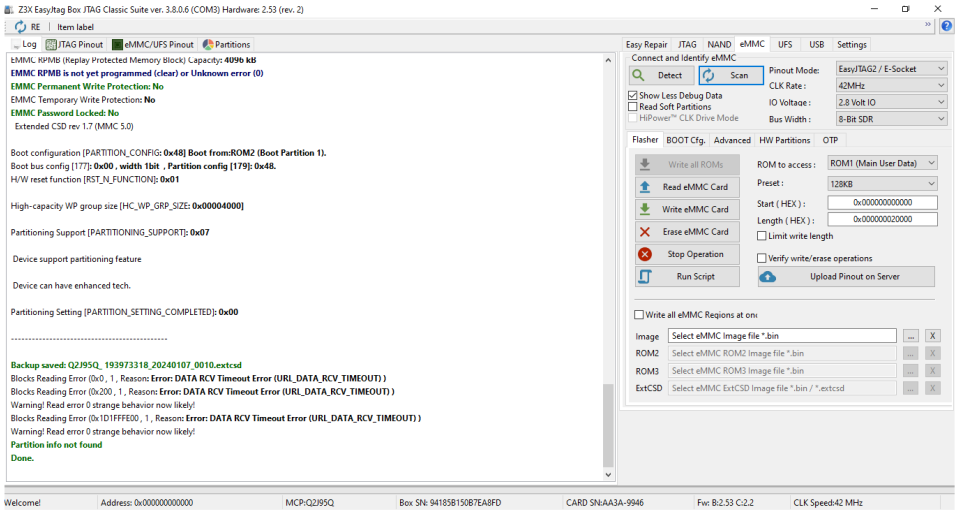 Z3X EasyJtag Box JTAG Classic Suite ver. 3.8.0.6 (COM3) Hardware: 2.53 (rev. 2)
RE Item label
Log JTAG Pinout eMMC/UFS Pinout Partitions
EMMC RPMB (Replay Protected Memory Block) Capacity: 4096 kB
EMMC RPMB is not yet programmed (clear) or Unknown error (0)
EMMC Permanent Write Protection: No
EMMC Temporary Write Protection: No
EMMC Password Locked: No
Extended CSD rev 1.7 (MMC 5.0)
Boot configuration [PARTITION_CONFIG: 0x48] Boot from:ROM2 (Boot Partition 1).
Boot bus config [177]: 0x00 , width 1bit , Partition config [179]: 0x48.
H/W reset function [RST_N_FUNCTION]: 0x01
High-capacity WP group size [HC_WP_GRP_SIZE: 0x00004000]
Partitioning Support [PARTITIONING_SUPPORT]: 0x07
Device support partitioning feature
Device can have enhanced tech.
Partitioning Setting [PARTITION_SETTING_COMPLETED]: 0x00
---------------------------------------------
Backup saved: Q2J95Q_ 193973318_20240107_0010.extcsd
Blocks Reading Error (0x0 , 1 , Reason: Error: DATA RCV Timeout Error (URL_DATA_RCV_TIMEOUT) )
Blocks Reading Error (0x200 , 1 , Reason: Error: DATA RCV Timeout Error (URL_DATA_RCV_TIMEOUT) )
Warning! Read error 0 strange behavior now likely!
Blocks Reading Error (0x1D1FFFE00 , 1 , Reason: Error: DATA RCV Timeout Error (URL_DATA_RCV_TIMEOUT) )
Warning! Read error 0 strange behavior now likely!
Partition info not found
Done.
Easy Repair JTAG NAND eMMC UFS USB Settings
Connect and Identify eMMC
Detect Scan
Pinout Mode: EasyJTAG2 / E-Socket
CLK Rate : 42MHz
IO Voltage : 2.8 Volt IO
Bus Width : 8-Bit SDR
Show Less Debug Data
Read Soft Partitions
HiPower™ CLK Drive Mode
Flasher BOOT Cfg. Advanced HW Partitions OTP
Write all ROMs
Read eMMC Card
Write eMMC Card
Erase eMMC Card
Stop Operation
Run Script
ROM to access : ROM1 (Main User Data)
Preset : 128KB
Start ( HEX ) : 0x000000000000
Length ( HEX ) : 0x000000020000
Limit write length
Verify write/erase operations
Upload Pinout on Server
Write all eMMC Regions at on
Image Select eMMC Image file *.bin ... X
ROM2 Select eMMC ROM2 Image file *.bin ... X
ROM3 Select eMMC ROM3 Image file *.bin ... X
ExtCSD Select eMMC ExtCSD Image file *.bin / *.extcsd ... X
Welcome! Address: 0x000000000000 MCP:Q2J95Q Box SN: 94185B150B7EA8FD CARD SN:AA3A-9946 Fw: B:2.53 C:2.2 CLK Speed:42 MHz